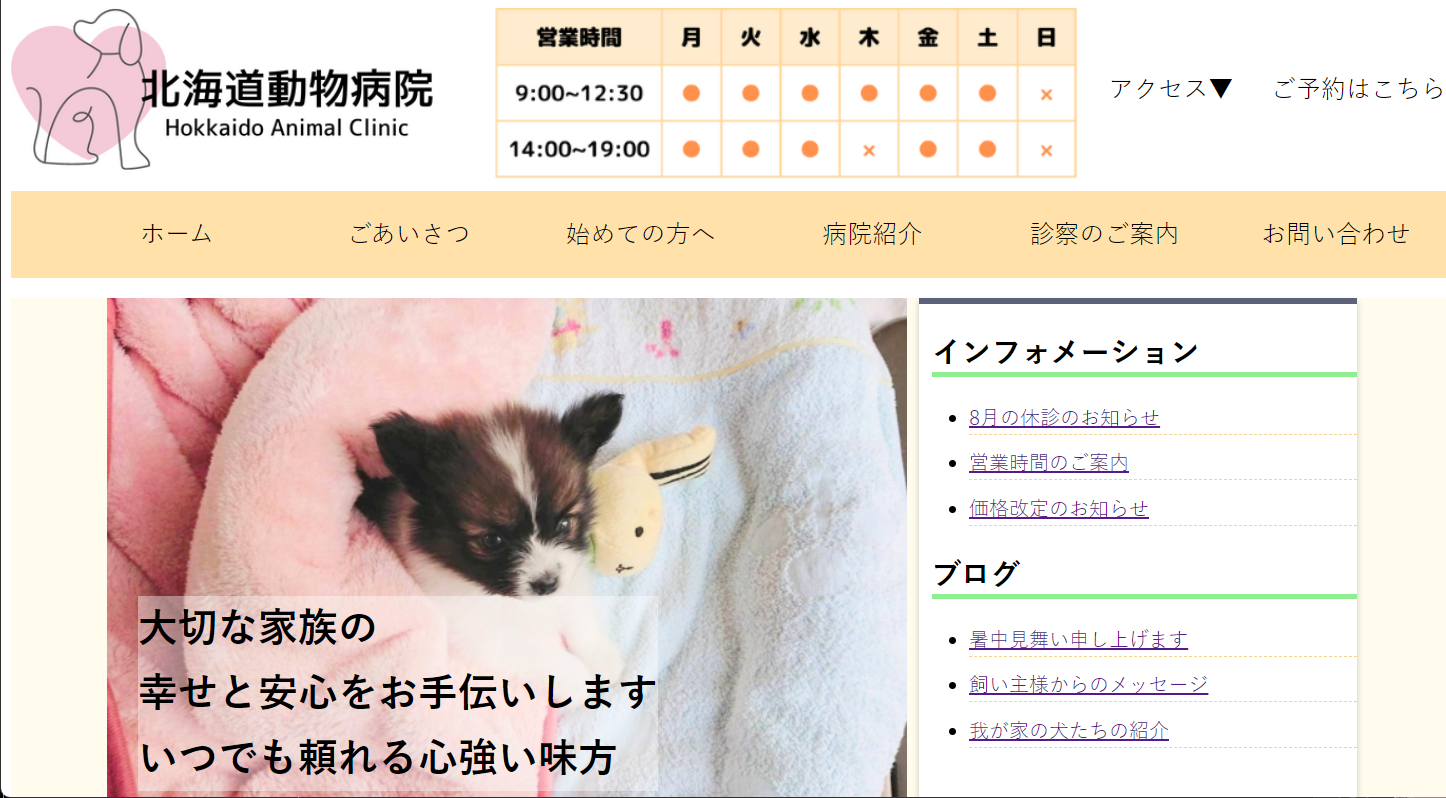 北海道動物病院
Hokkaido Animal Clinic
営業時間 月 火 水 木 金 土 日
9:00~12:30 ● ● ● ● ● ● ×
14:00~19:00 ● ● ● × ● ● ×
アクセス▼ ご予約はこちら
ホーム ごあいさつ 始めての方へ 病院紹介 診察のご案内 お問い合わせ
大切な家族の
幸せと安心をお手伝いします
いつでも頼れる心強い味方
インフォメーション
8月の休診のお知らせ
営業時間のご案内
価格改定のお知らせ
ブログ
暑中見舞い申し上げます
飼い主様からのメッセージ
我が家の犬たちの紹介